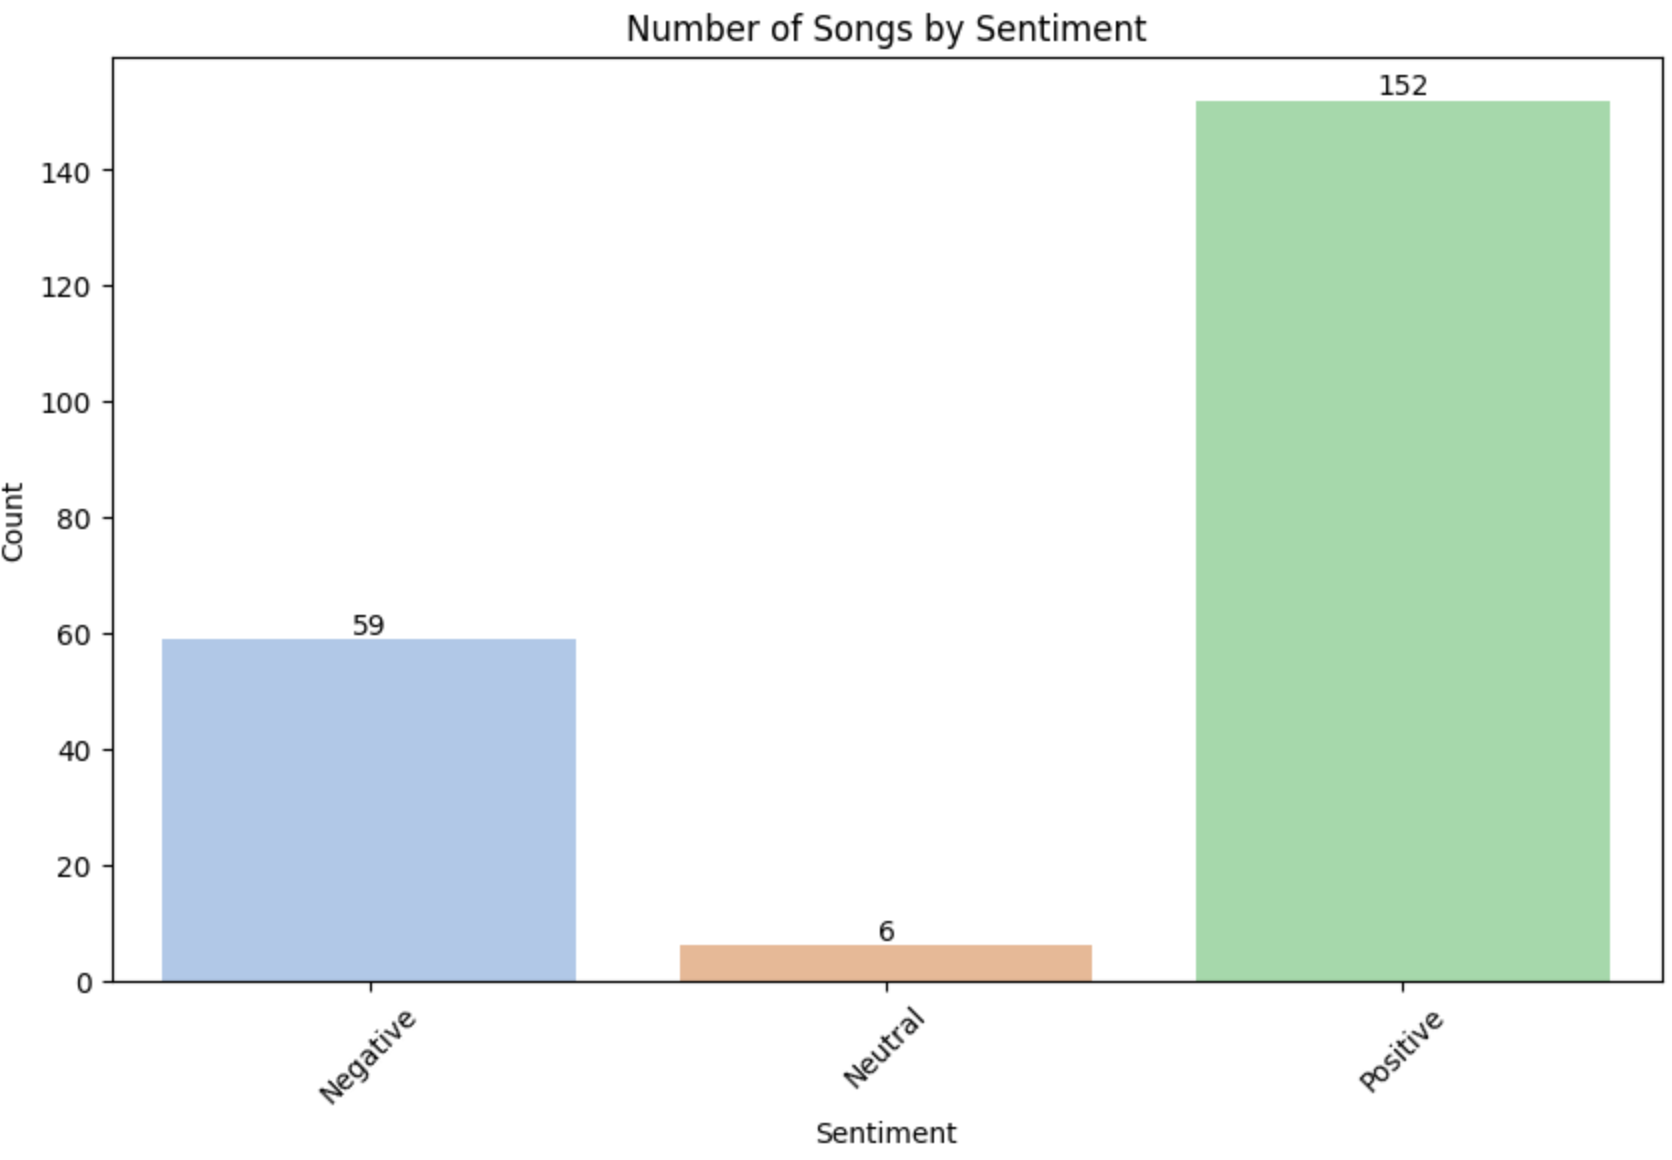 Number of Songs by Sentiment
152
140
120
100
80
60
40
20
0
59
6
Count
Negative
Neutral
Positive
Sentiment